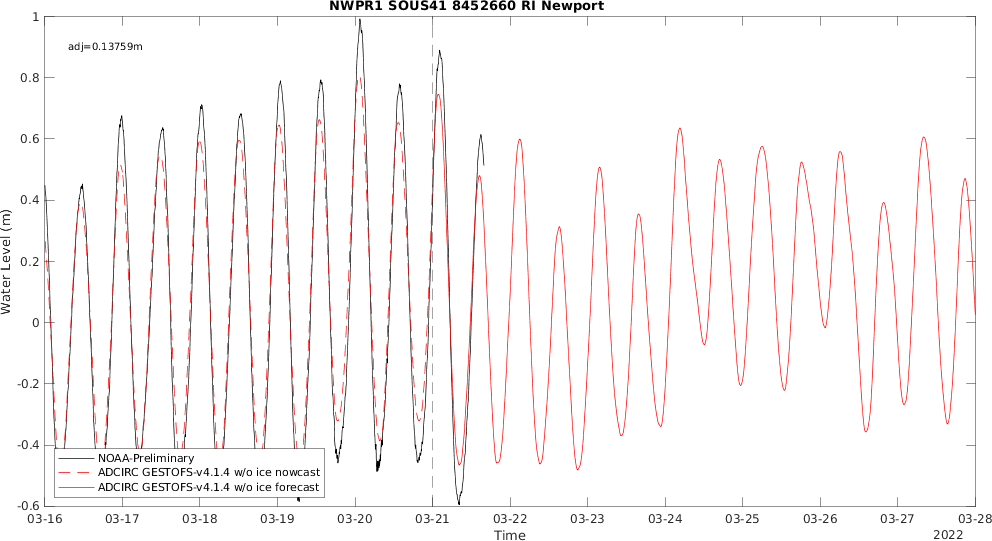 NWPR1 SOUS41 8452660 RI Newport
adj=0.13759m
1
0.8
0.6
0.4
0.2
0
-0.2
-0.4
-0.6
Water Level (m)
NOAA-Preliminary
ADCIRC GESTOFS-v4.1.4 w/o ice nowcast
ADCIRC GESTOFS-v4.1.4 w/o ice forecast
03-16 03-17 03-18 03-19 03-20 03-21 03-22 03-23 03-24 03-25 03-26 03-27 03-28
Time
2022